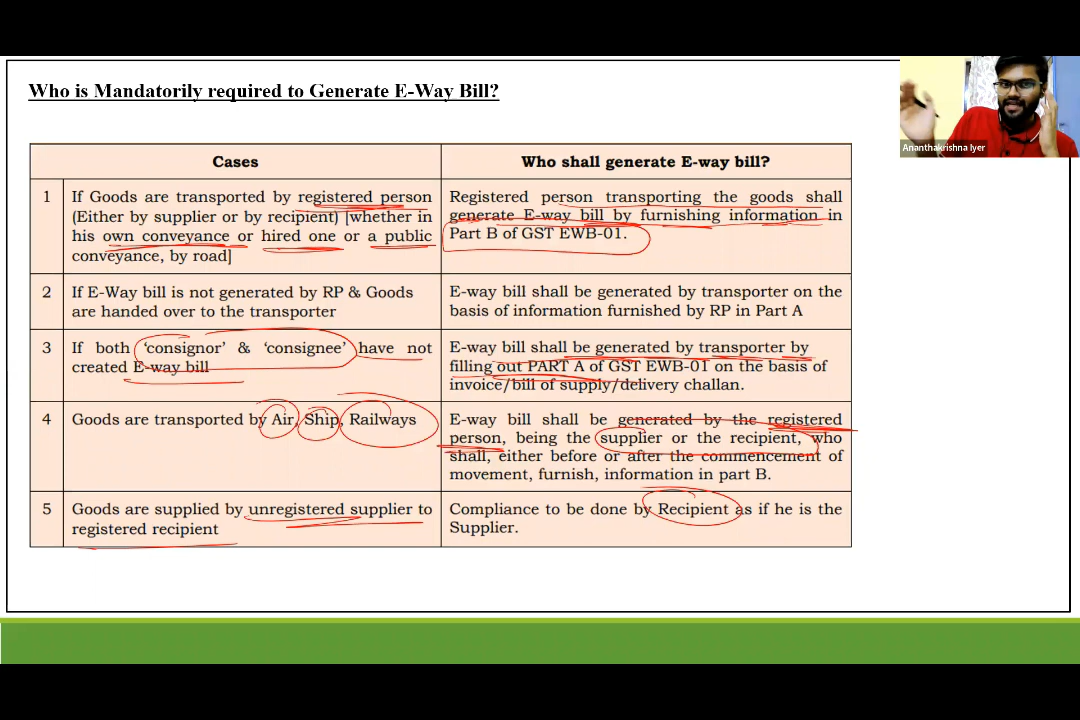 Who is Mandatorily required to Generate E-Way Bill?
Ananthakrishna Iyer
Cases
Who shall generate E-way bill?
1
If Goods are transported by registered person
(Either by supplier or by recipient) [whether in
his own conveyance or hired one or a public
conveyance, by road]
Registered person transporting the goods shall
generate E-way bill by furnishing information in
Part B of GST EWB-01.
2
If E-Way bill is not generated by RP & Goods
are handed over to the transporter
E-way bill shall be generated by transporter on the
basis of information furnished by RP in Part A
3
If both ‘consignor’ & ‘consignee’ have not
created E-way bill
E-way bill shall be generated by transporter by
filling out PART A of GST EWB-01 on the basis of
invoice/bill of supply/delivery challan.
4
Goods are transported by Air, Ship, Railways
E-way bill shall be generated by the registered
person, being the supplier or the recipient, who
shall, either before or after the commencement of
movement, furnish, information in part B.
5
Goods are supplied by unregistered supplier to
registered recipient
Compliance to be done by Recipient as if he is the
Supplier.